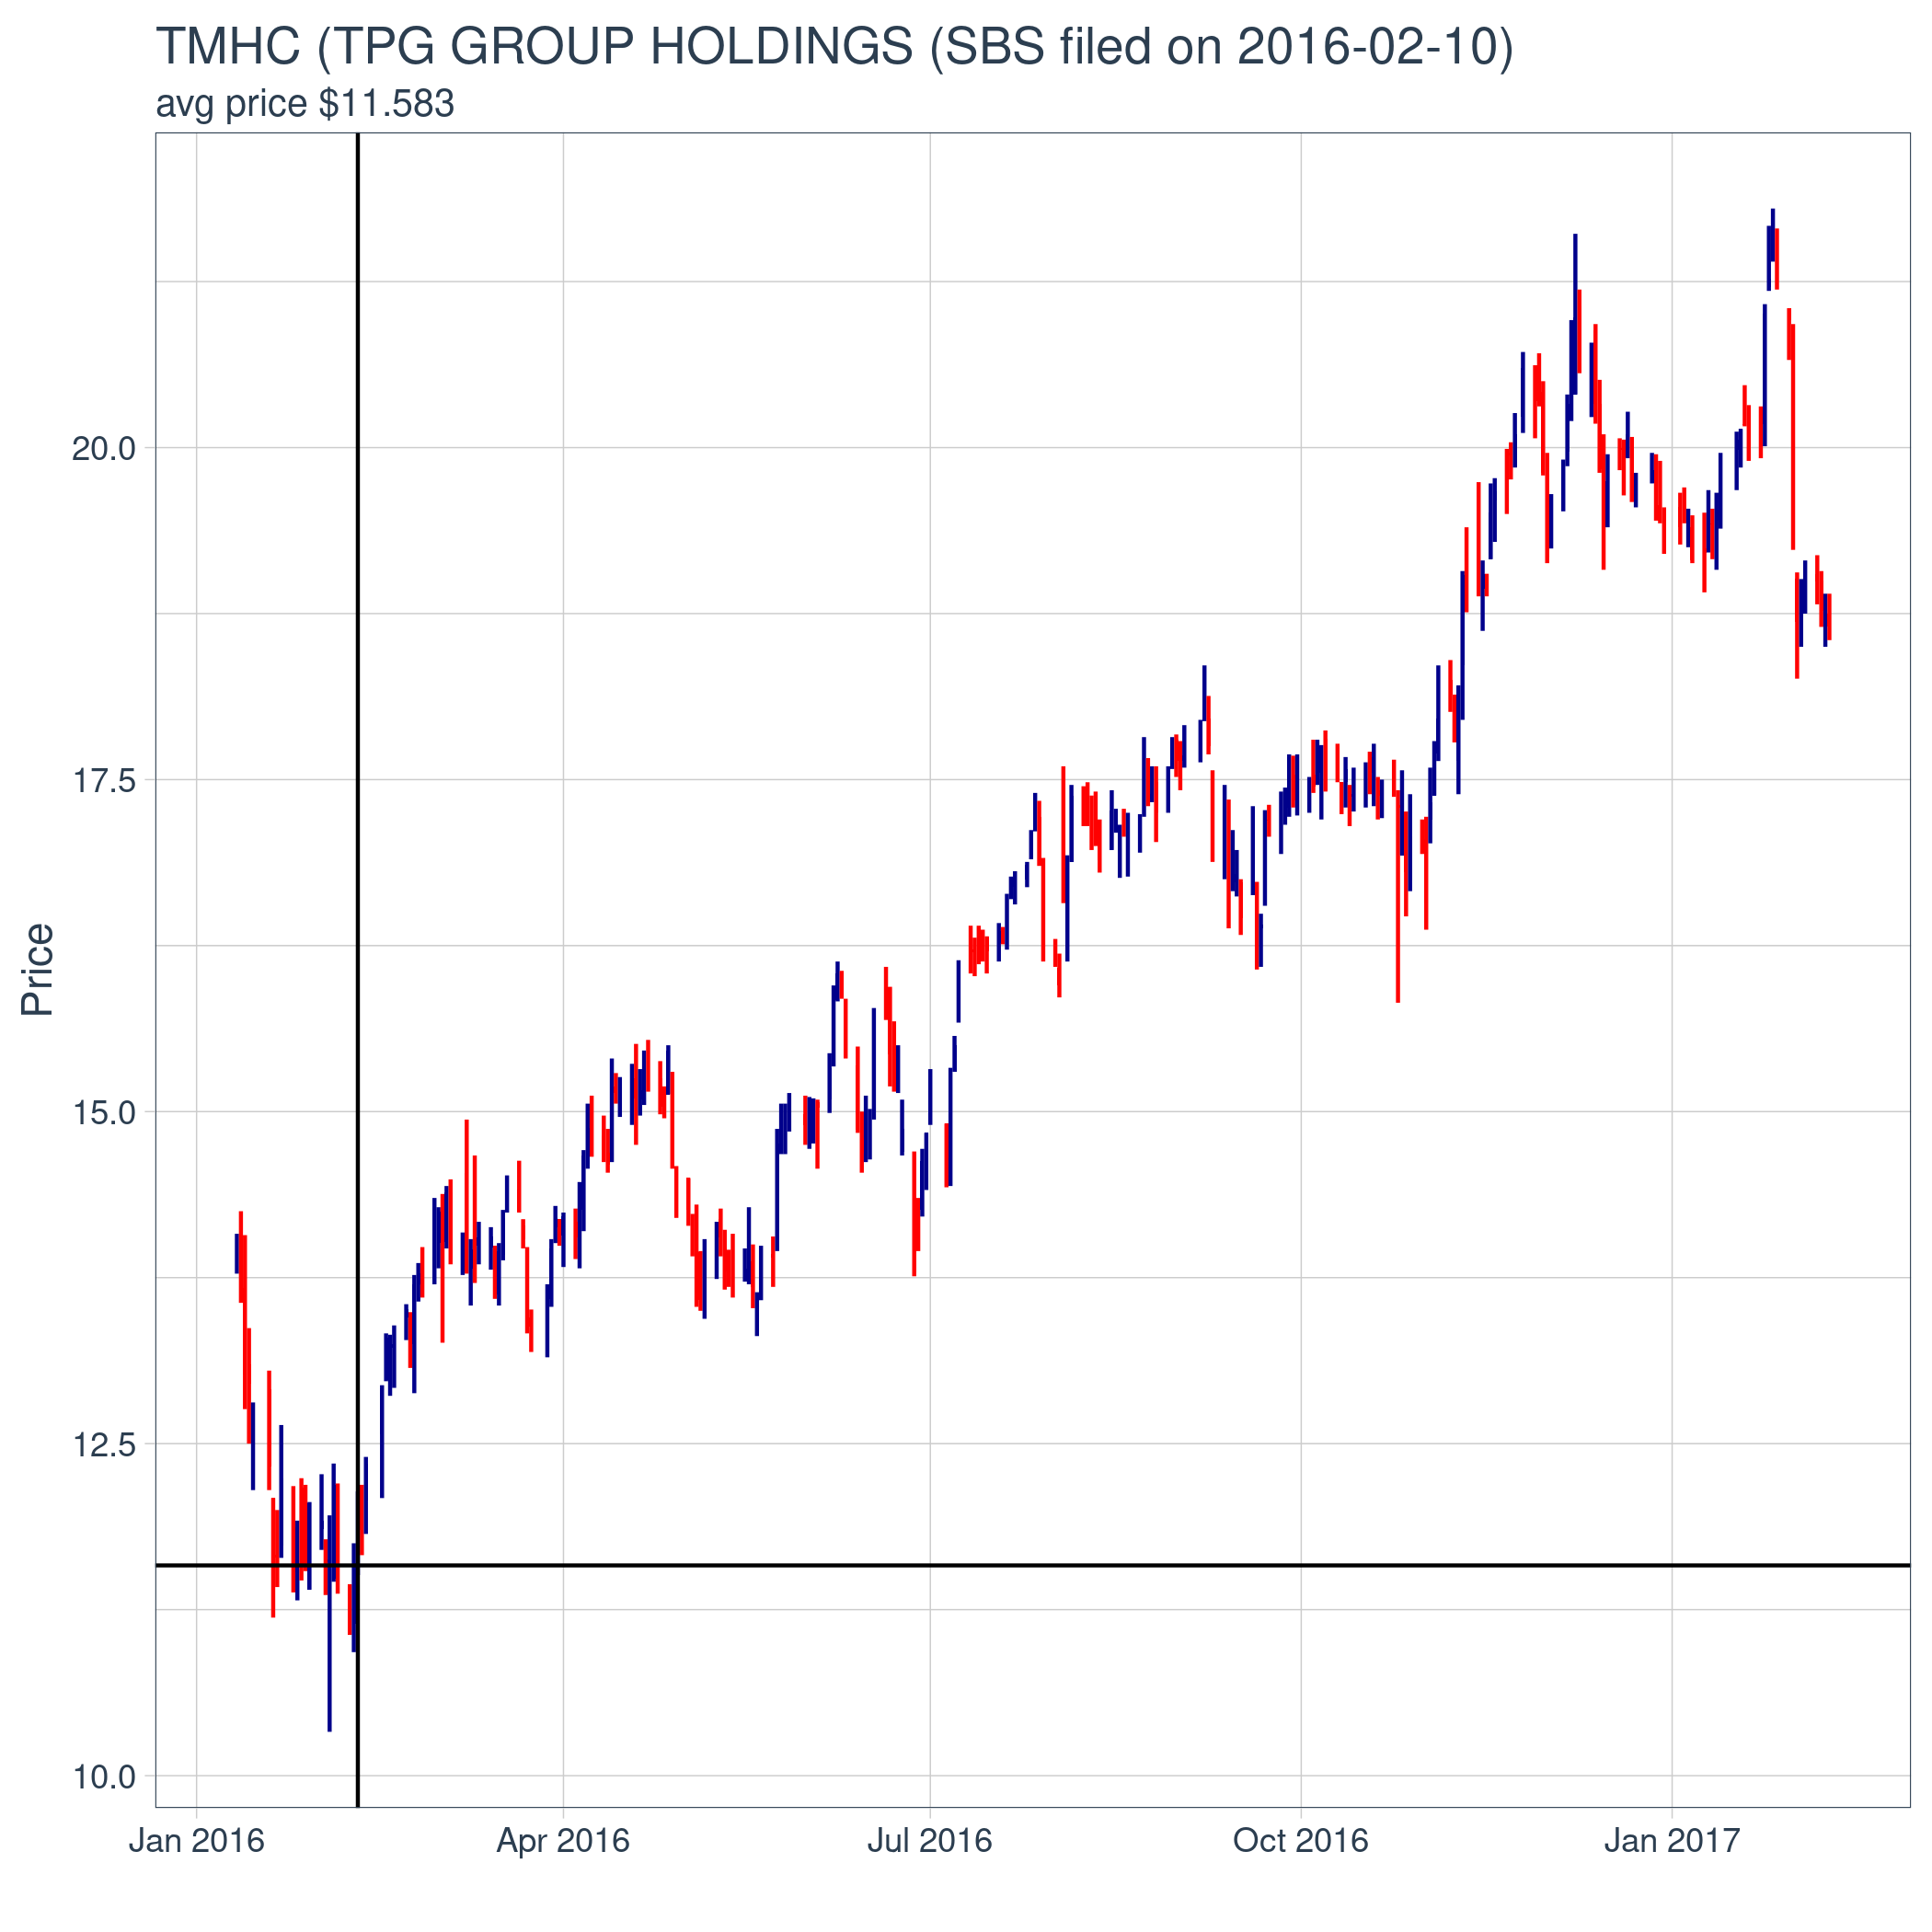 TMHC (TPG GROUP HOLDINGS (SBS filed on 2016-02-10)
avg price $11.583
Price
20.0
17.5
15.0
12.5
10.0
Jan 2016 Apr 2016 Jul 2016 Oct 2016 Jan 2017